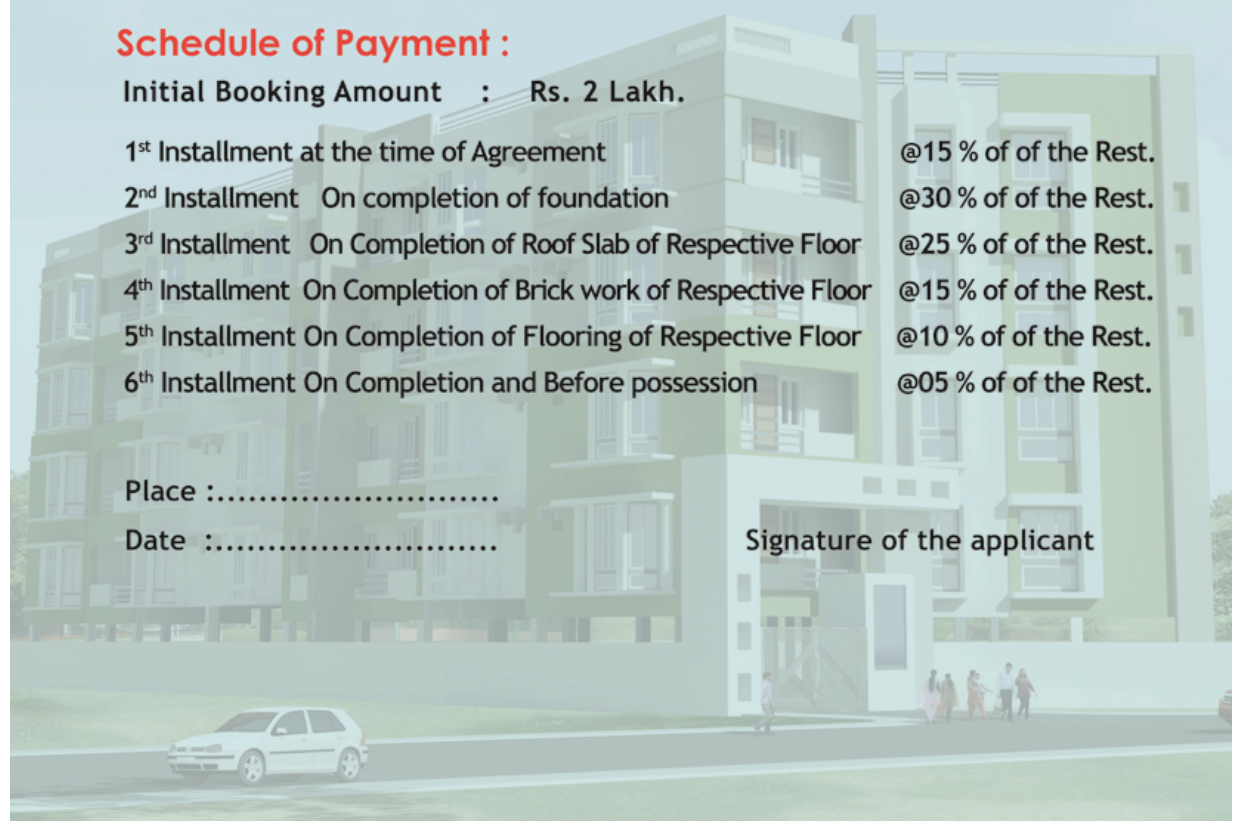 Schedule of Payment :
Initial Booking Amount : Rs. 2 Lakh.
1st Installment at the time of Agreement @15 % of of the Rest.
2nd Installment On completion of foundation @30 % of of the Rest.
3rd Installment On Completion of Roof Slab of Respective Floor @25 % of of the Rest.
4th Installment On Completion of Brick work of Respective Floor @15 % of of the Rest.
5th Installment On Completion of Flooring of Respective Floor @10 % of of the Rest.
6th Installment On Completion and Before possession @05 % of of the Rest.
Place :...........................
Date :...........................
Signature of the applicant